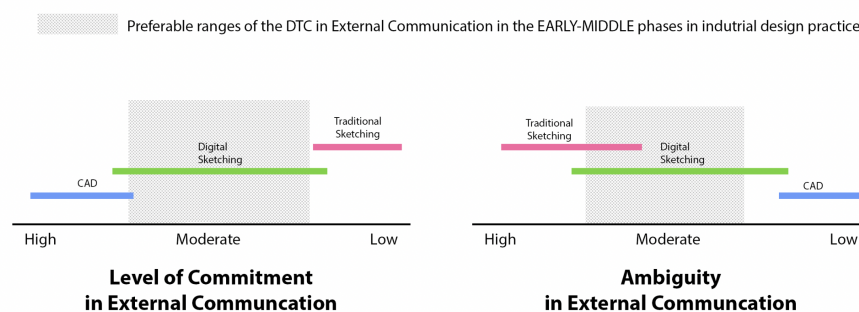 Preferable ranges of the DTC in External Communication in the EARLY-MIDDLE phases in indutrial design practice
Traditional
Sketching
Digital
Sketching
CAD
High
Moderate
Low
Level of Commitment
in External Communcation
Traditional
Sketching
Digital
Sketching
CAD
High
Moderate
Low
Ambiguity
in External Communcation